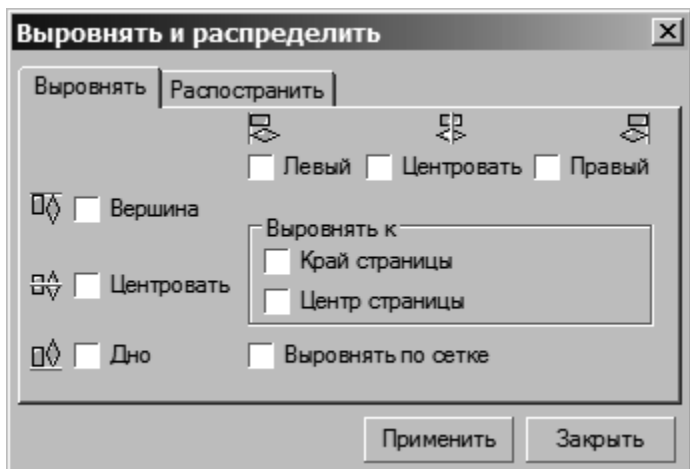 Выровнять и распределить
Выровнять Распостранить
Левый Центровать Правый
Вершина
Выровнять к
Край страницы
Центровать
Центр страницы
Дно Выровнять по сетке
Применить Закрыть